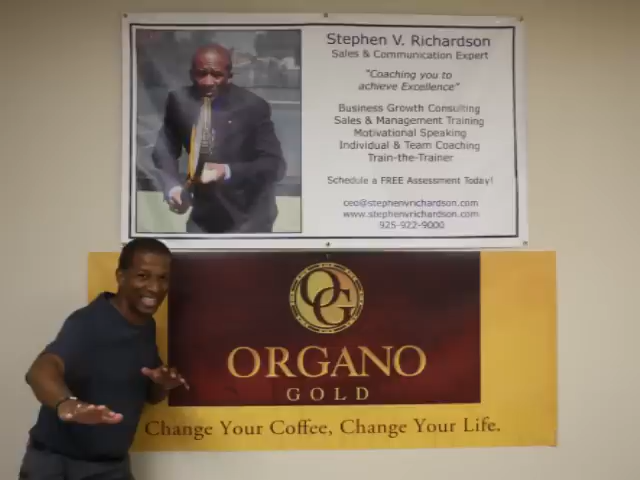 Stephen V. Richardson
Sales & Communication Expert
"Coaching you to
achieve Excellence"
Business Growth Consulting
Sales & Management Training
Motivational Speaking
Individual & Team Coaching
Train-the-Trainer
Schedule a FREE Assessment Today!
ceo@stephenvrichardson.com
www.stephenvrichardson.com
925-922-9000
OG
ORGANO
GOLD
Change Your Coffee, Change Your Life.